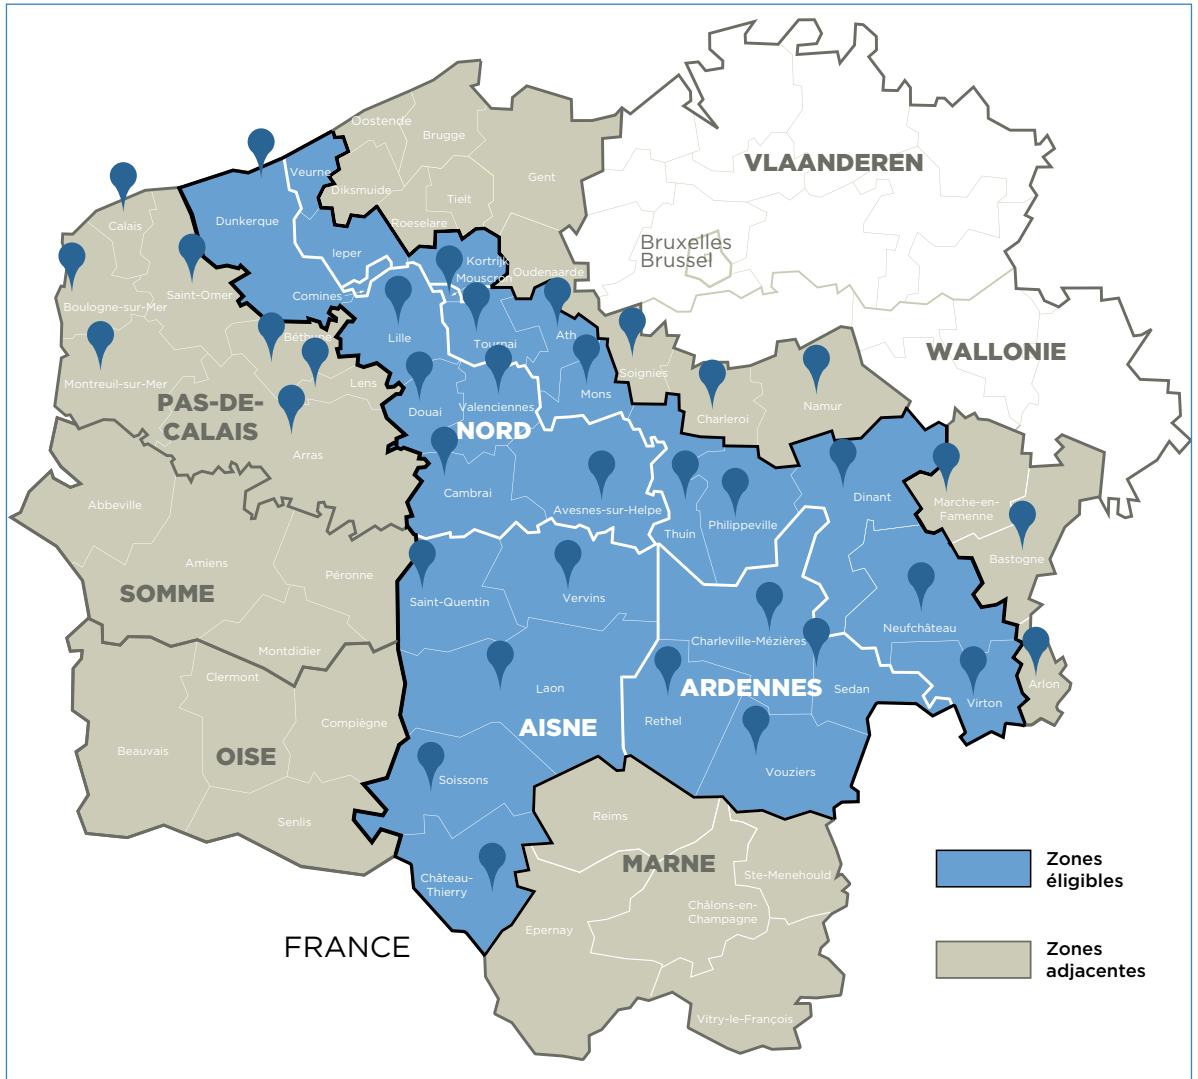 Oostende
Brugge
VLAANDEREN
Veurne
Gent
Diksmuide
Tielt
Dunkerque
Roeselare
Calais
Ieper
Bruxelles
Brussel
Kortrijk
Mouscron
Oudenaarde
Saint-Omer
Comines
Boulogne-sur-Mer
Béthune
Lille
Tournai
Ath
WALLONIE
Soignies
Montreuil-sur-Mer
Lens
Mons
PAS-DE-
CALAIS
Douai
Valenciennes
Charleroi
Namur
NORD
Arras
Cambrai
Dinant
Abbeville
Avesnes-sur-Helpe
Marche-en-
Famenne
Philippeville
Thuin
Amiens
Péronne
Bastogne
SOMME
Saint-Quentin
Vervins
Neufchâteau
Charleville-Mézières
Montdidier
Clermont
Laon
ARDENNES
Sedan
Arlon
Virton
Compiègne
AISNE
Rethel
Beauvais
OISE
Soissons
Vouziers
Senlis
Reims
MARNE
Château-
Thierry
Ste-Menehould
Châlons-en-
Champagne
Epernay
FRANCE
Vitry-le-François
Zones
éligibles
Zones
adjacentes